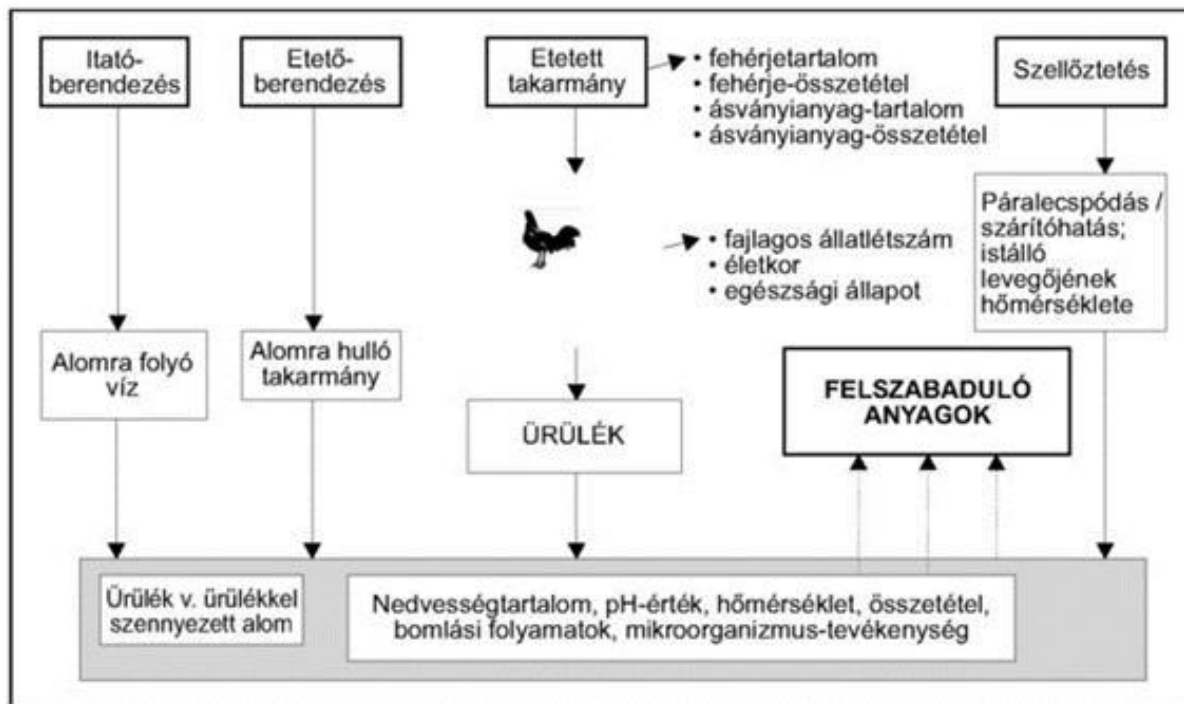 Itató-
berendezés
Etető-
berendezés
Etetett
takarmány
• fehérjetartalom
• fehérje-összetétel
• ásványianyag-tartalom
• ásványianyag-összetétel
Szellőztetés
Páralecspódás /
szárítóhatás;
istálló
levegőjének
hőmérséklete
• fajlagos állatlétszám
• életkor
• egészsági állapot
Alomra folyó
víz
Alomra hulló
takarmány
ÜRÜLÉK
FELSZABADULÓ
ANYAGOK
Ürülék v. ürülékkel
szennyezett alom
Nedvességtartalom, pH-érték, hőmérséklet, összetétel,
bomlási folyamatok, mikroorganizmus-tevékenység